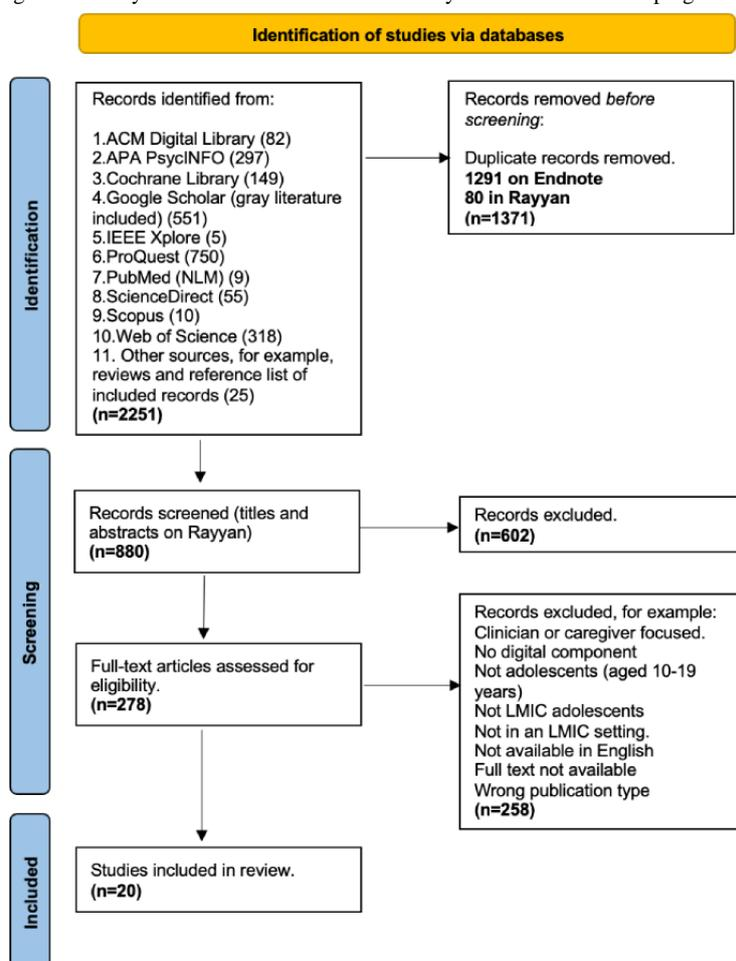 Identification of studies via databases
Identification
Records identified from:
1.ACM Digital Library (82)
2.APA PsycINFO (297)
3.Cochrane Library (149)
4.Google Scholar (gray literature
included) (551)
5.IEEE Xplore (5)
6.ProQuest (750)
7.PubMed (NLM) (9)
8.ScienceDirect (55)
9.Scopus (10)
10.Web of Science (318)
11. Other sources, for example,
reviews and reference list of
included records (25)
(n=2251)
Records removed before
screening:
Duplicate records removed.
1291 on Endnote
80 in Rayyan
(n=1371)
Screening
Records screened (titles and
abstracts on Rayyan)
(n=880)
Records excluded.
(n=602)
Full-text articles assessed for
eligibility.
(n=278)
Records excluded, for example:
Clinician or caregiver focused.
No digital component
Not adolescents (aged 10-19
years)
Not LMIC adolescents
Not in an LMIC setting.
Not available in English
Full text not available
Wrong publication type
(n=258)
Included
Studies included in review.
(n=20)